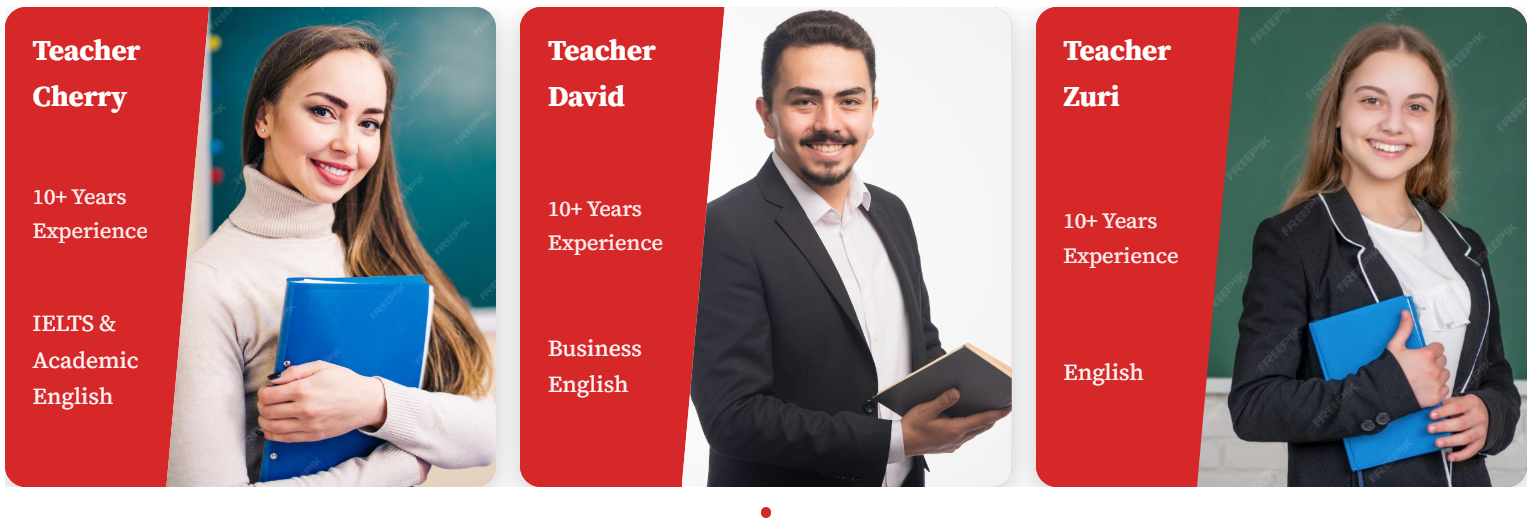 Teacher
Cherry
10+ Years
Experience
IELTS &
Academic
English
Teacher
David
10+ Years
Experience
Business
English
Teacher
Zuri
10+ Years
Experience
English
FREEPIK